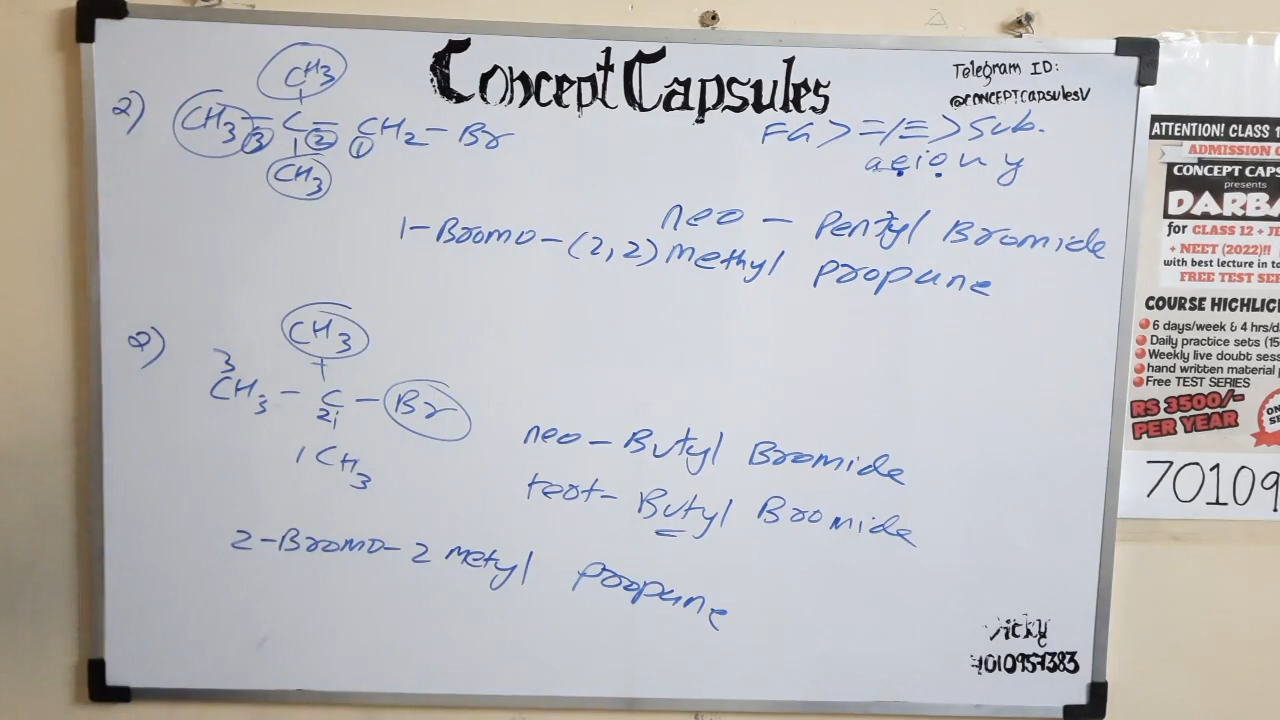 Concept Capsules
Telegram ID:
@CONCEPTCapsulesV
2)
CH3
CH3 - C - CH2 - Br
3 2 1
CH3
FG > = / ≡ > Sub.
a e i o u y
neo - Pentyl Bromide
1-Bromo-(2,2) methyl propane
2)
CH3
3
CH3 - C - Br
2
1 CH3
neo - Butyl Bromide
tert- Butyl Bromide
2-Bromo-2 metyl propane
Vicky
7010957383
ATTENTION! CLASS 1
ADMISSION
CONCEPT CAPS
presents
DARBA
for CLASS 12 + JE
+ NEET (2022)!!
with best lecture in
FREE TEST SE
COURSE HIGHLIG
6 days/week & 4 hrs/d
Daily practice sets (15
Weekly live doubt sess
hand written material
Free TEST SERIES
RS 3500/-
PER YEAR
70109